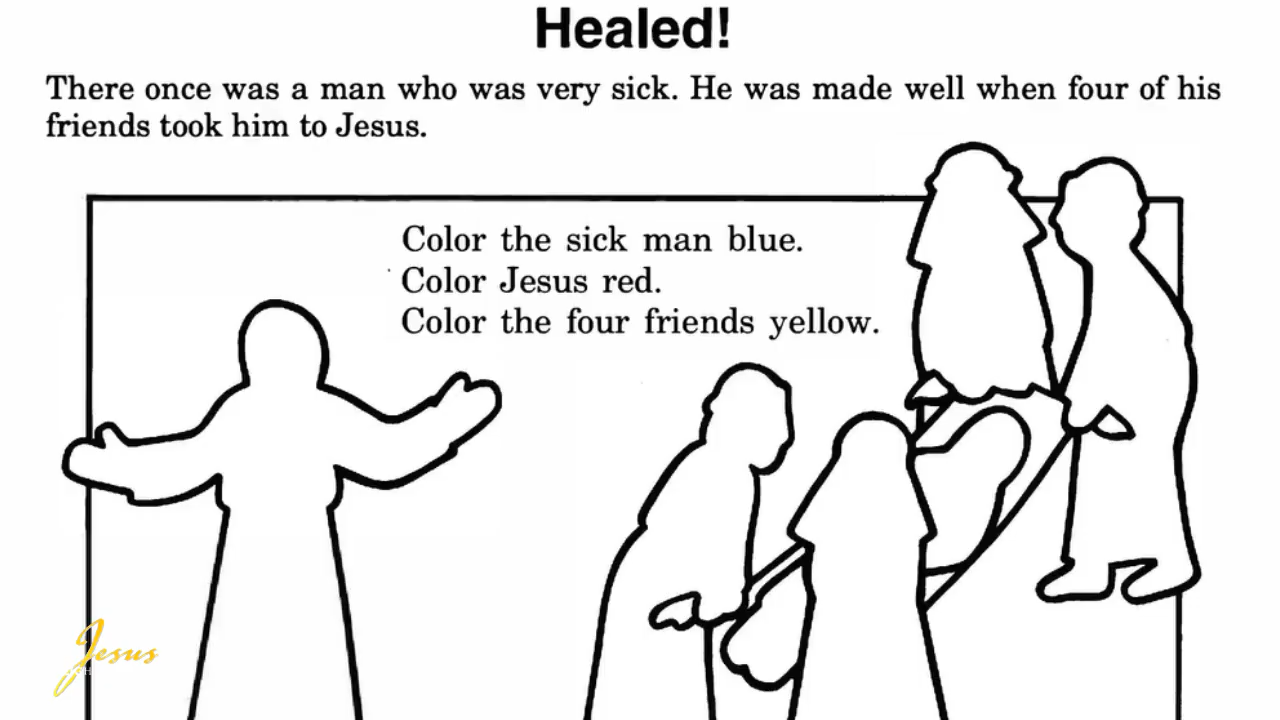 Healed!
There once was a man who was very sick. He was made well when four of his
friends took him to Jesus.
Color the sick man blue.
Color Jesus red.
Color the four friends yellow.
Jesus